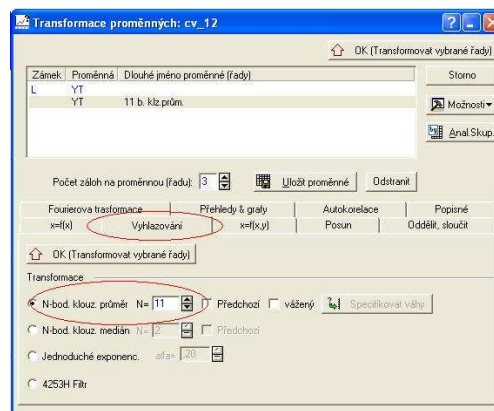 Transformace proměnných: cv_12
OK (Transformovat vybrané řady)
Zámek Proměnná Dlouhé jméno proměnné (řady)
L YT
YT 11 b. klz.prům.
Storno
Možnosti
Anal.Skup.
Počet záloh na proměnnou (řadu): 3 Uložit proměnné Odstranit
Fourierova trasformace Přehledy & grafy Autokorelace Popisné
x=f(x) Vyhlazování x=f(x,y) Posun Oddělit, sloučit
OK (Transformovat vybrané řady)
Transformace
N-bod. klouz. průměr N= 11 Předchozí vážený Specifikovat váhy
N-bod. klouz. medián N= 2 Předchozí
Jednoduché exponenc. alfa= .20
4253H Filtr